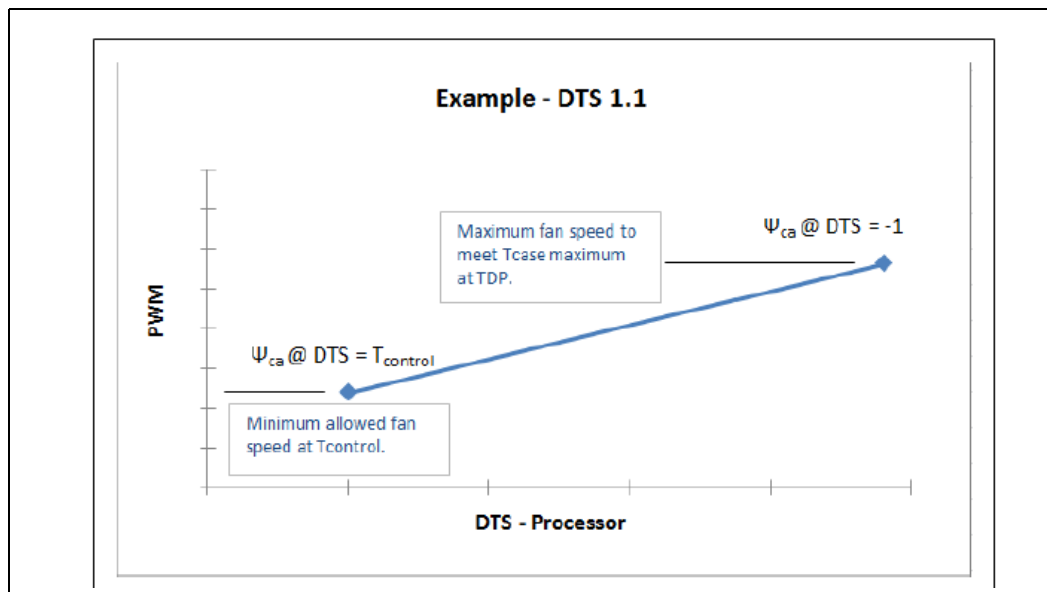 Example - DTS 1.1
Ψca @ DTS = -1
Maximum fan speed to
meet Tcase maximum
at TDP.
PWM
Ψca @ DTS = Tcontrol
Minimum allowed fan
speed at Tcontrol.
DTS - Processor